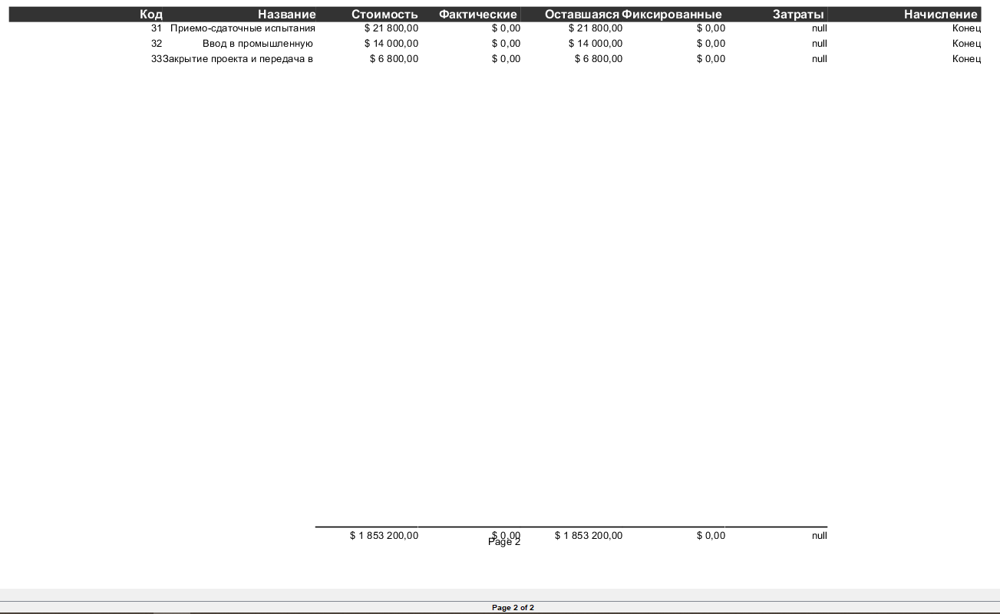 Код Название Стоимость Фактические Оставшаяся Фиксированные Затраты Начисление
31 Приемо-сдаточные испытания $ 21 800,00 $ 0,00 $ 21 800,00 $ 0,00 null Конец
32 Ввод в промышленную $ 14 000,00 $ 0,00 $ 14 000,00 $ 0,00 null Конец
33 Закрытие проекта и передача в $ 6 800,00 $ 0,00 $ 6 800,00 $ 0,00 null Конец
$ 1 853 200,00 $ 0,00 $ 1 853 200,00 $ 0,00 null
Page 2
Page 2 of 2